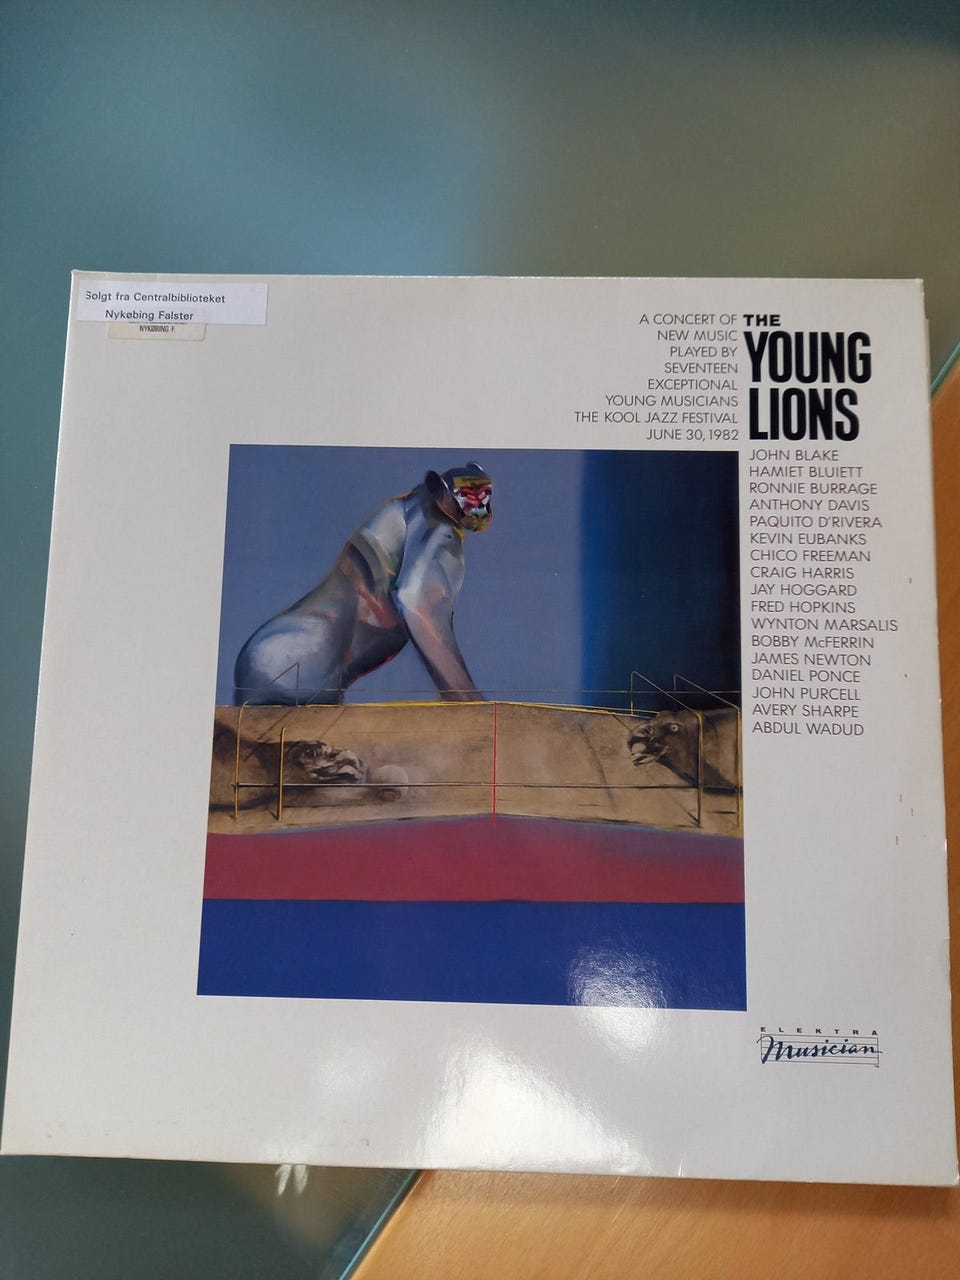 Solgt fra Centralbiblioteket
Nykøbing Falster
NYKØBING F.
A CONCERT OF
NEW MUSIC
PLAYED BY
SEVENTEEN
EXCEPTIONAL
YOUNG MUSICIANS
THE KOOL JAZZ FESTIVAL
JUNE 30, 1982
THE
YOUNG
LIONS
JOHN BLAKE
HAMIET BLUIETT
RONNIE BURRAGE
ANTHONY DAVIS
PAQUITO D'RIVERA
KEVIN EUBANKS
CHICO FREEMAN
CRAIG HARRIS
JAY HOGGARD
FRED HOPKINS
WYNTON MARSALIS
BOBBY McFERRIN
JAMES NEWTON
DANIEL PONCE
JOHN PURCELL
AVERY SHARPE
ABDUL WADUD
ELEKTRA
Musician